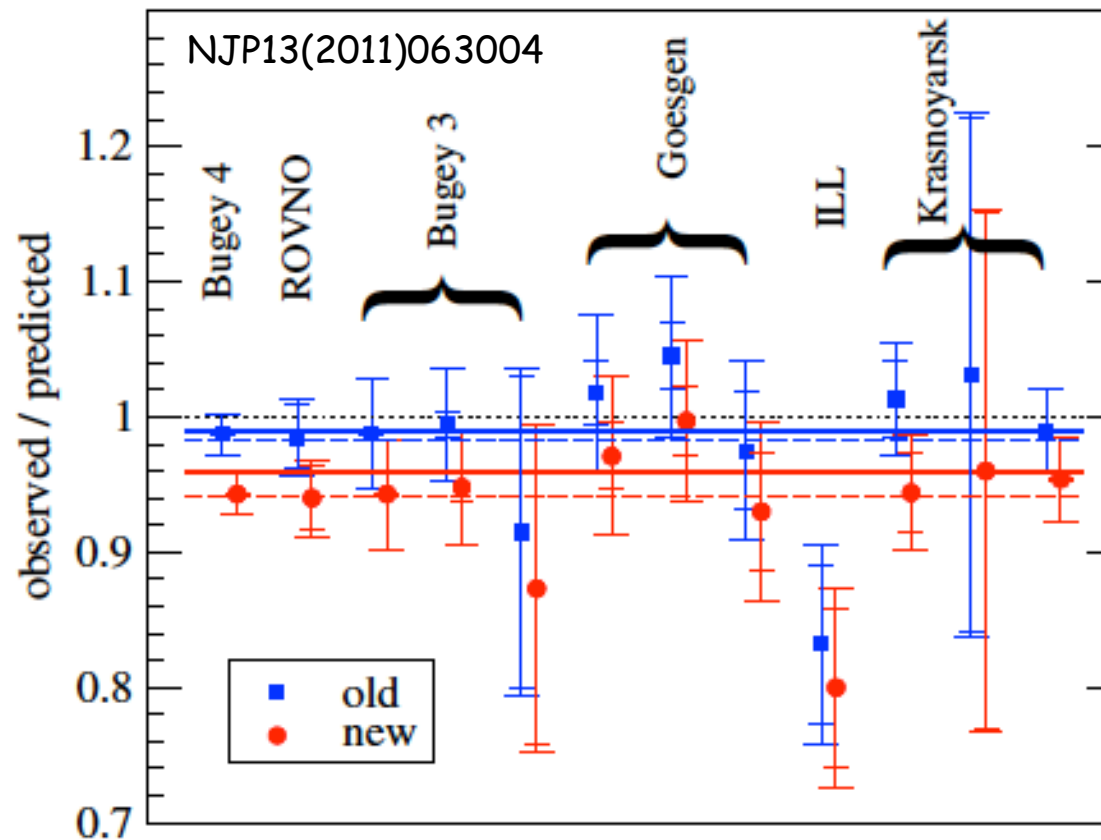 NJP13(2011)063004
observed / predicted
1.2
1.1
1
0.9
0.8
0.7
Bugey 4
ROVNO
Bugey 3
Goesgen
ILL
Krasnoyarsk
old
new